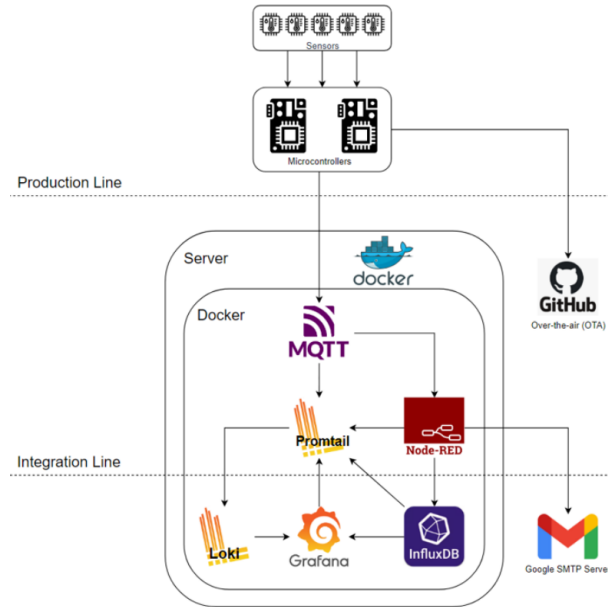 Sensors
Microcontrollers
Production Line
Server
docker
Docker
MQTT
GitHub
Over-the-air (OTA)
Promtail
Node-RED
Integration Line
Loki
Grafana
InfluxDB
Google SMTP Serve